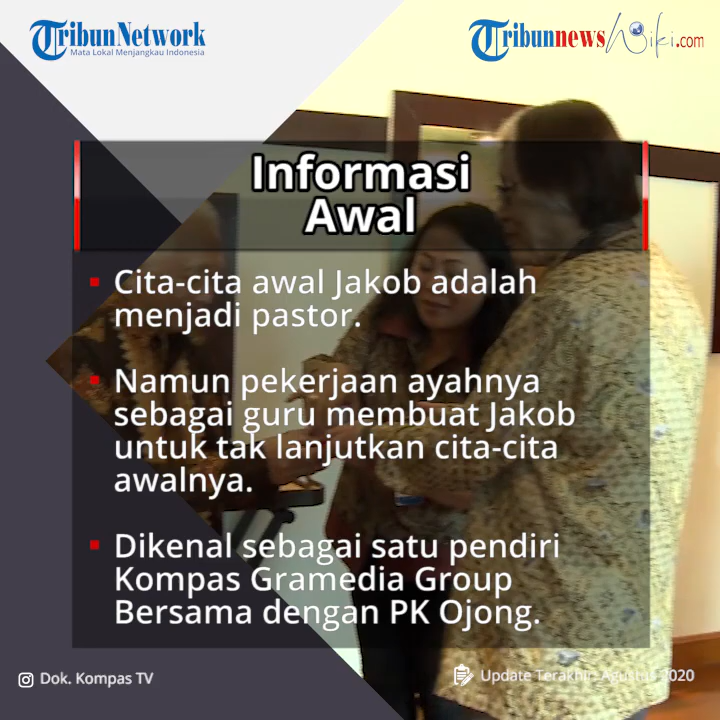 Tribun Network
Mata Lokal Menjangkau Indonesia
TribunnewsWiki.com
Informasi
Awal
Cita-cita awal Jakob adalah
menjadi pastor.
Namun pekerjaan ayahnya
sebagai guru membuat Jakob
untuk tak lanjutkan cita-cita
awalnya.
Dikenal sebagai satu pendiri
Kompas Gramedia Group
Bersama dengan PK Ojong.
Dok. Kompas TV
Update Terakhir: Agustus 2020